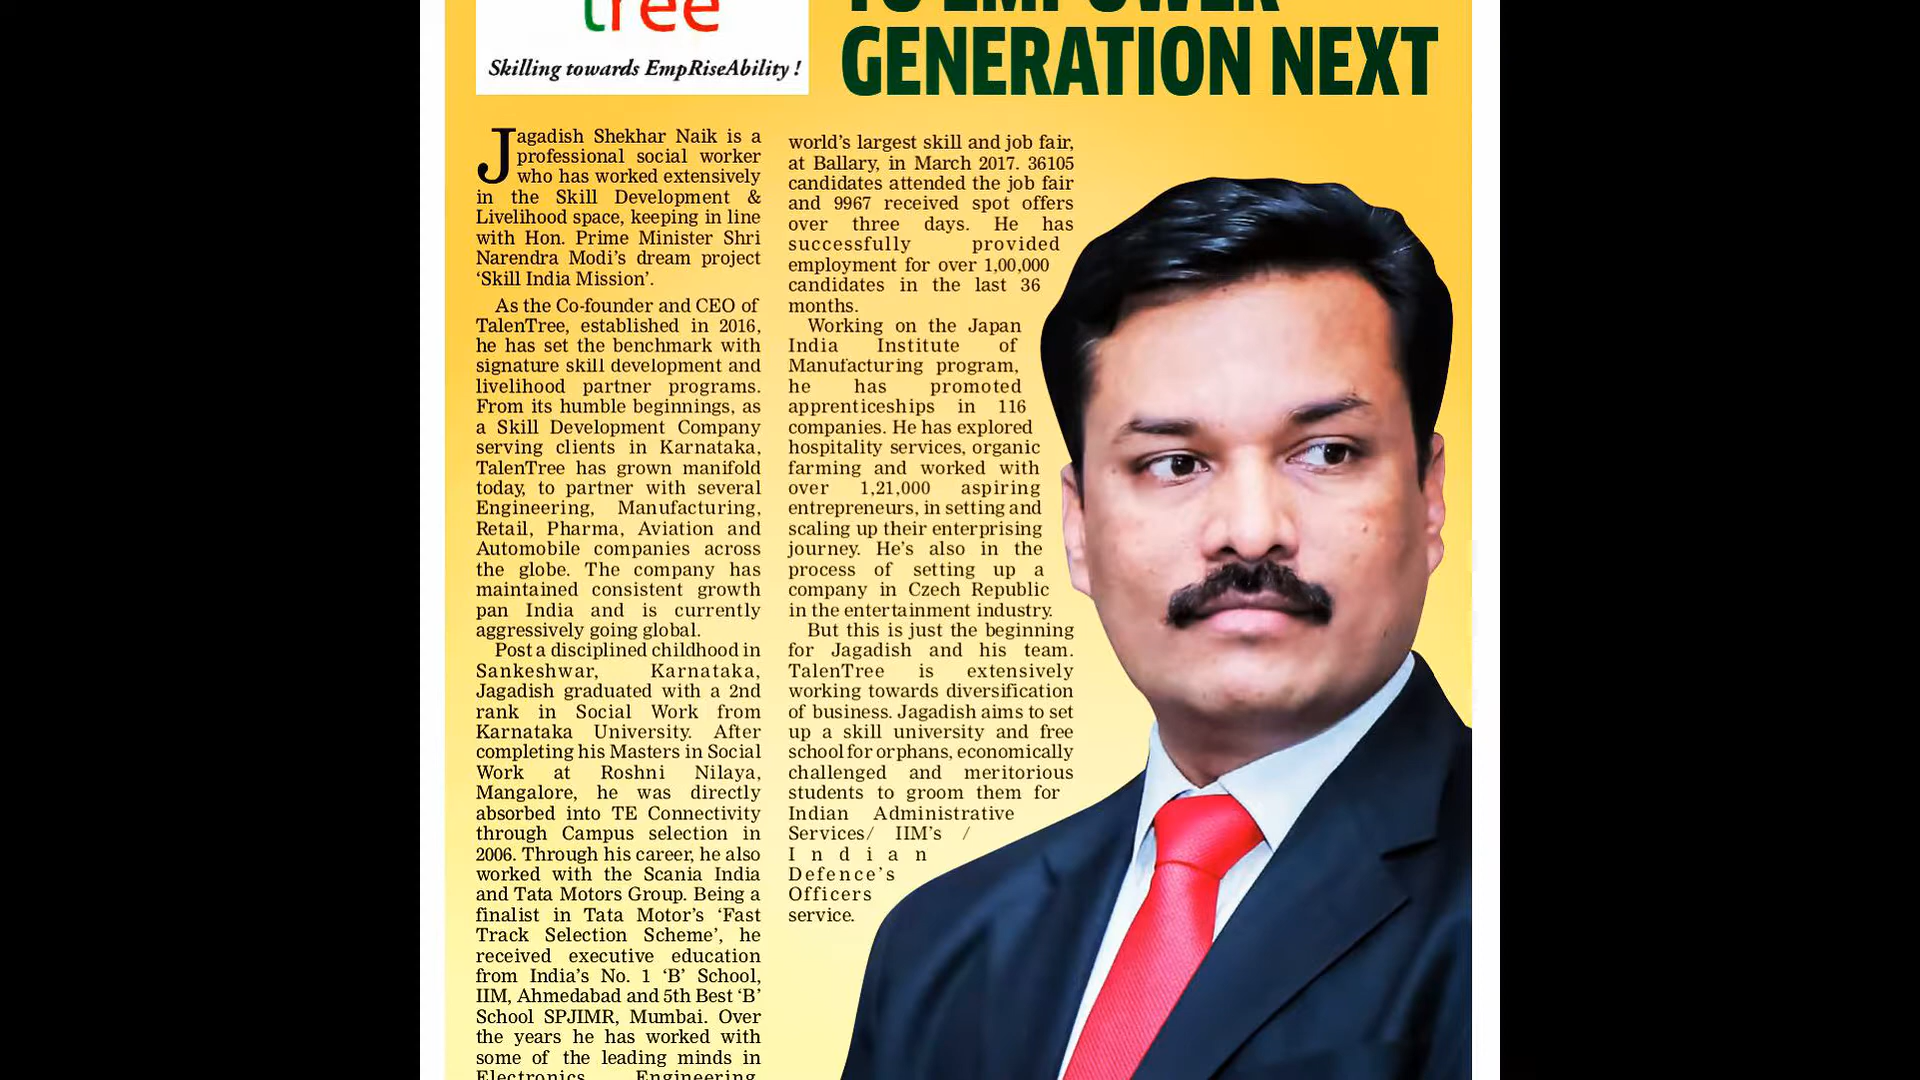 tree
Skilling towards EmpRiseAbility !
TO EMPOWER
GENERATION NEXT
Jagadish Shekhar Naik is a
professional social worker
who has worked extensively
in the Skill Development &
Livelihood space, keeping in line
with Hon. Prime Minister Shri
Narendra Modi's dream project
‘Skill India Mission’.
As the Co-founder and CEO of
TalenTree, established in 2016,
he has set the benchmark with
signature skill development and
livelihood partner programs.
From its humble beginnings, as
a Skill Development Company
serving clients in Karnataka,
TalenTree has grown manifold
today, to partner with several
Engineering, Manufacturing,
Retail, Pharma, Aviation and
Automobile companies across
the globe. The company has
maintained consistent growth
pan India and is currently
aggressively going global.
Post a disciplined childhood in
Sankeshwar, Karnataka,
Jagadish graduated with a 2nd
rank in Social Work from
Karnataka University. After
completing his Masters in Social
Work at Roshni Nilaya,
Mangalore, he was directly
absorbed into TE Connectivity
through Campus selection in
2006. Through his career, he also
worked with the Scania India
and Tata Motors Group. Being a
finalist in Tata Motor's ‘Fast
Track Selection Scheme’, he
received executive education
from India's No. 1 ‘B’ School,
IIM, Ahmedabad and 5th Best ‘B’
School SPJIMR, Mumbai. Over
the years he has worked with
some of the leading minds in
Electronics, Engineering,
world's largest skill and job fair,
at Ballary, in March 2017. 36105
candidates attended the job fair
and 9967 received spot offers
over three days. He has
successfully provided
employment for over 1,00,000
candidates in the last 36
months.
Working on the Japan
India Institute of
Manufacturing program,
he has promoted
apprenticeships in 116
companies. He has explored
hospitality services, organic
farming and worked with
over 1,21,000 aspiring
entrepreneurs, in setting and
scaling up their enterprising
journey. He's also in the
process of setting up a
company in Czech Republic
in the entertainment industry.
But this is just the beginning
for Jagadish and his team.
TalenTree is extensively
working towards diversification
of business. Jagadish aims to set
up a skill university and free
school for orphans, economically
challenged and meritorious
students to groom them for
Indian Administrative
Services/ IIM's /
Indian
Defence's
Officers
service.